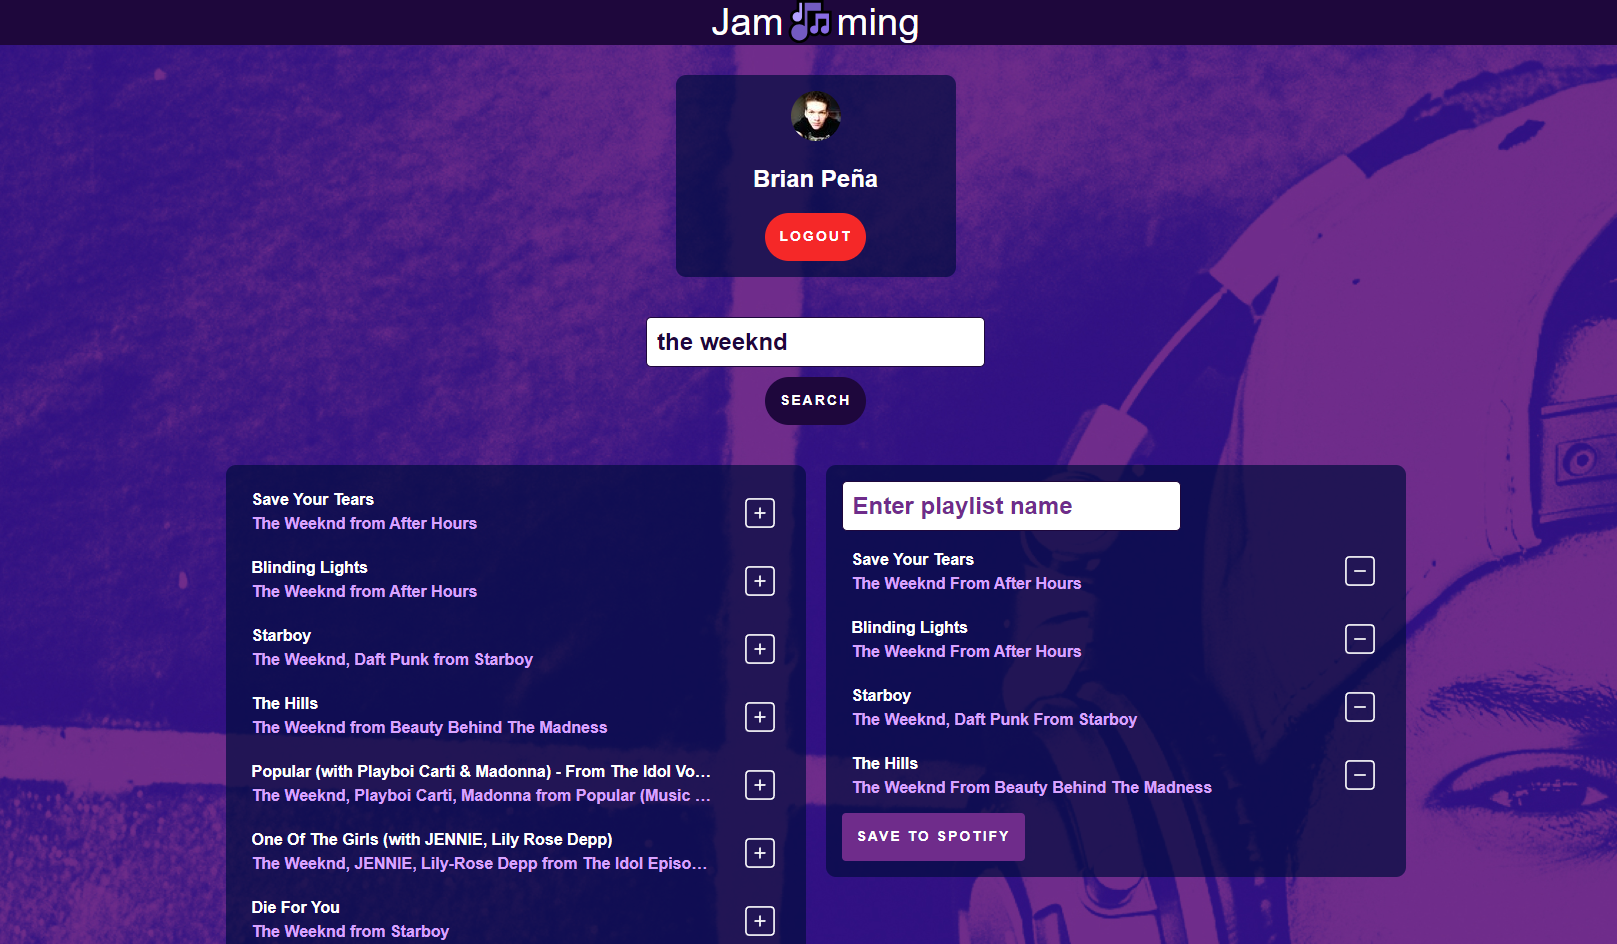 Jam ming
Brian Peña
LOGOUT
the weeknd
SEARCH
Save Your Tears
The Weeknd from After Hours
Blinding Lights
The Weeknd from After Hours
Starboy
The Weeknd, Daft Punk from Starboy
The Hills
The Weeknd from Beauty Behind The Madness
Popular (with Playboi Carti & Madonna) - From The Idol Vo...
The Weeknd, Playboi Carti, Madonna from Popular (Music ...
One Of The Girls (with JENNIE, Lily Rose Depp)
The Weeknd, JENNIE, Lily-Rose Depp from The Idol Episo...
Die For You
The Weeknd from Starboy
Enter playlist name
Save Your Tears
The Weeknd From After Hours
Blinding Lights
The Weeknd From After Hours
Starboy
The Weeknd, Daft Punk From Starboy
The Hills
The Weeknd From Beauty Behind The Madness
SAVE TO SPOTIFY